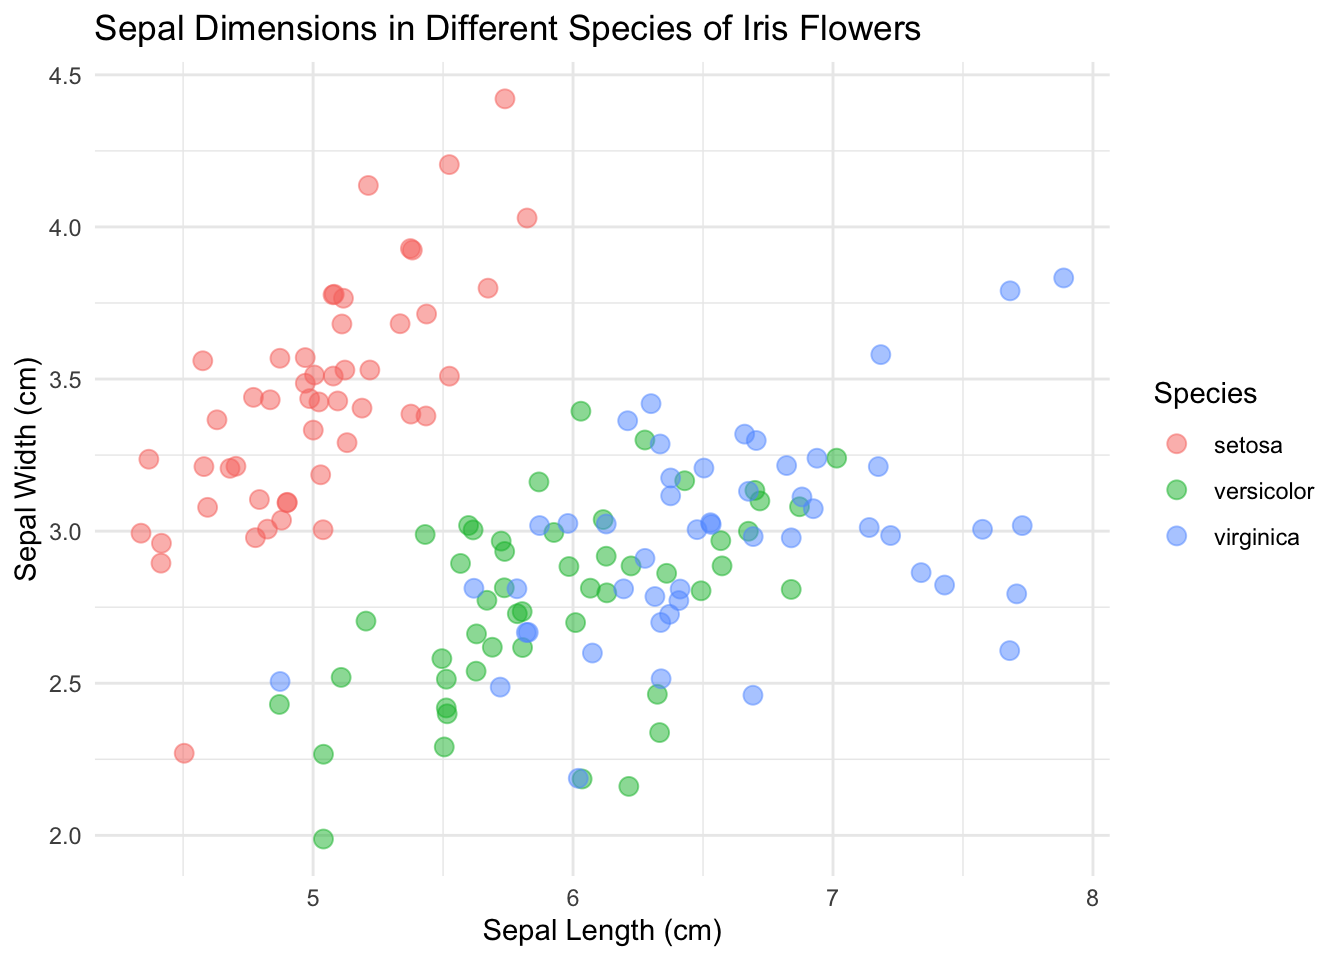 Sepal Dimensions in Different Species of Iris Flowers
4.5
4.0
3.5
3.0
2.5
2.0
Sepal Width (cm)
5 6 7 8
Sepal Length (cm)
Species
setosa
versicolor
virginica